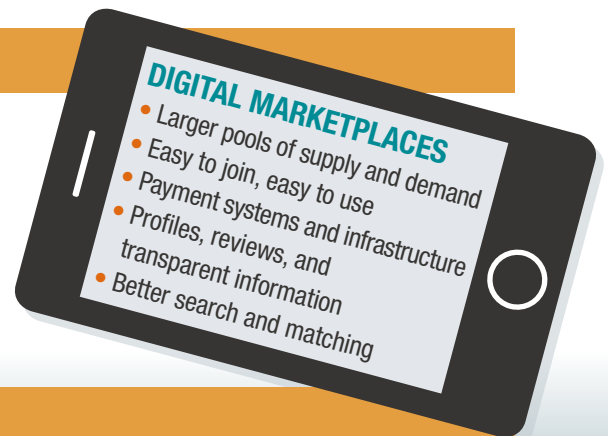 DIGITAL MARKETPLACES
• Larger pools of supply and demand
• Easy to join, easy to use
• Payment systems and infrastructure
• Profiles, reviews, and
transparent information
• Better search and matching